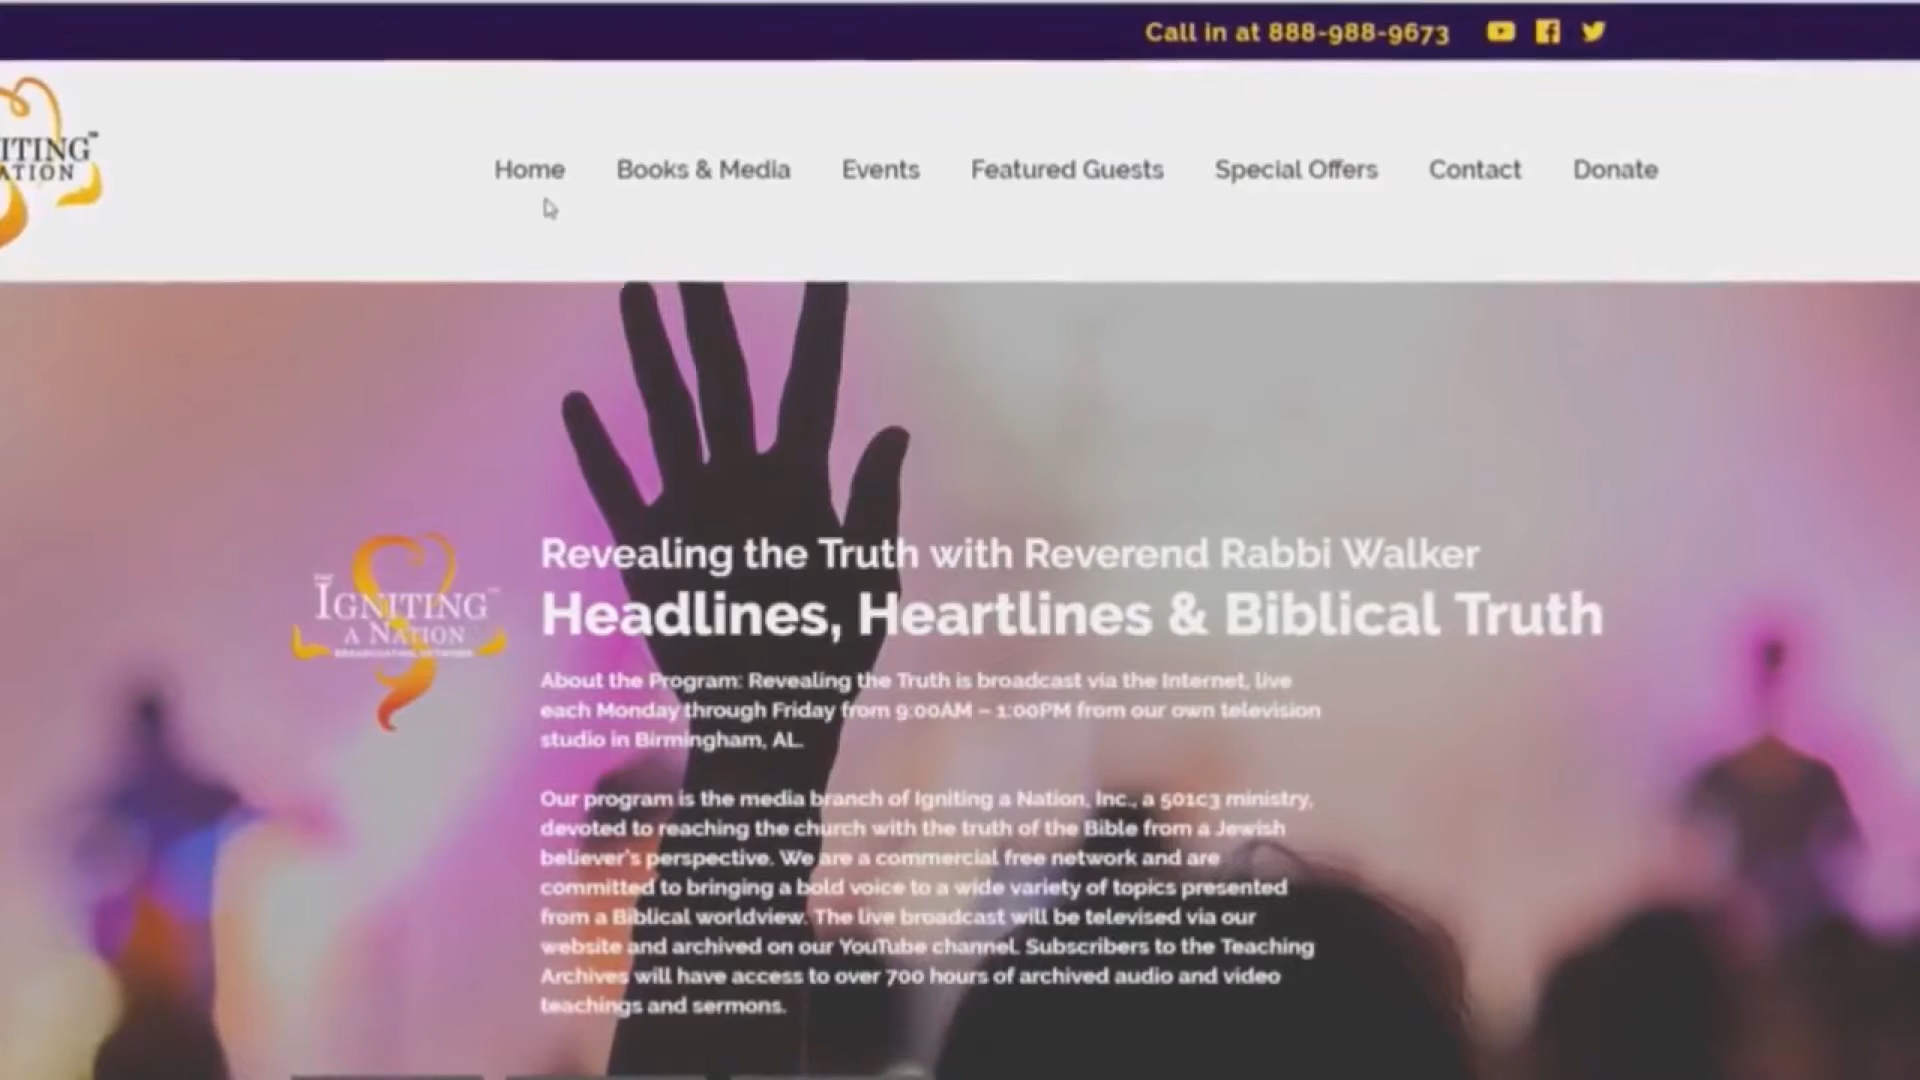 Call in at 888-988-9673
ITING™
ATION
Home Books & Media Events Featured Guests Special Offers Contact Donate
Revealing the Truth with Reverend Rabbi Walker
Headlines, Heartlines & Biblical Truth
IGNITING™
A NATION
BROADCASTING NETWORK
About the Program: Revealing the Truth is broadcast via the Internet, live
each Monday through Friday from 9:00AM – 1:00PM from our own television
studio in Birmingham, AL.
Our program is the media branch of Igniting a Nation, Inc., a 501c3 ministry,
devoted to reaching the church with the truth of the Bible from a Jewish
believer's perspective. We are a commercial free network and are
committed to bringing a bold voice to a wide variety of topics presented
from a Biblical worldview. The live broadcast will be televised via our
website and archived on our YouTube channel. Subscribers to the Teaching
Archives will have access to over 700 hours of archived audio and video
teachings and sermons.